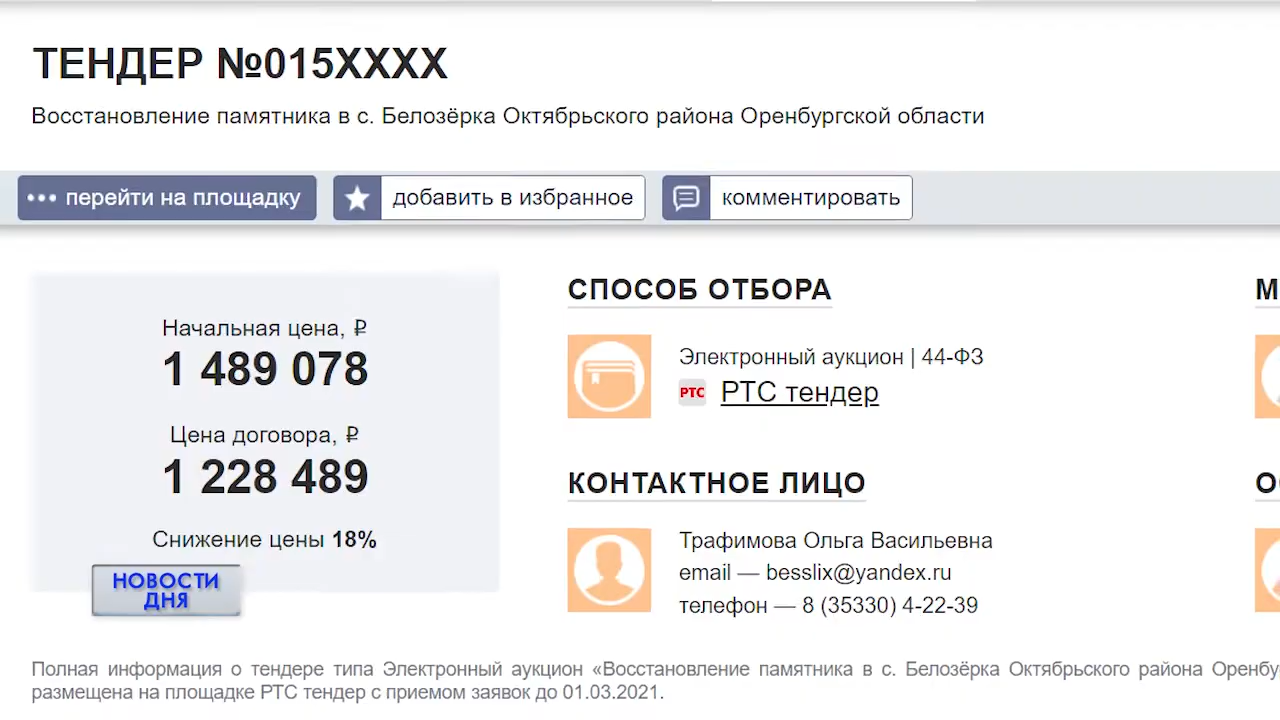 ТЕНДЕР №015XXXX
Восстановление памятника в с. Белозёрка Октябрьского района Оренбургской области
перейти на площадку
добавить в избранное
комментировать
Начальная цена, ₽
1 489 078
Цена договора, ₽
1 228 489
Снижение цены 18%
НОВОСТИ
ДНЯ
СПОСОБ ОТБОРА
Электронный аукцион | 44-ФЗ
РТС РТС тендер
КОНТАКТНОЕ ЛИЦО
Трафимова Ольга Васильевна
email — besslix@yandex.ru
телефон — 8 (35330) 4-22-39
Полная информация о тендере типа Электронный аукцион «Восстановление памятника в с. Белозёрка Октябрьского района Оренбу
размещена на площадке РТС тендер с приемом заявок до 01.03.2021.